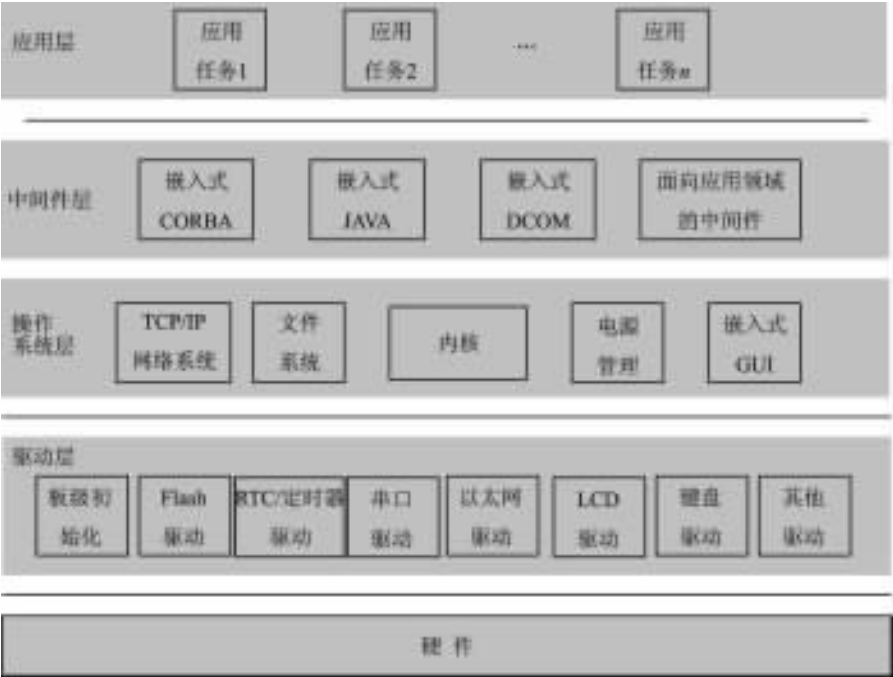 应用层
应用
任务1
应用
任务2
...
应用
任务n
中间件层
嵌入式
CORBA
嵌入式
JAVA
嵌入式
DCOM
面向应用领域
的中间件
操作
系统层
TCP/IP
网络系统
文件
系统
内核
电源
管理
嵌入式
GUI
驱动层
板级初
始化
Flash
驱动
RTC/定时器
驱动
串口
驱动
以太网
驱动
LCD
驱动
键盘
驱动
其他
驱动
硬 件